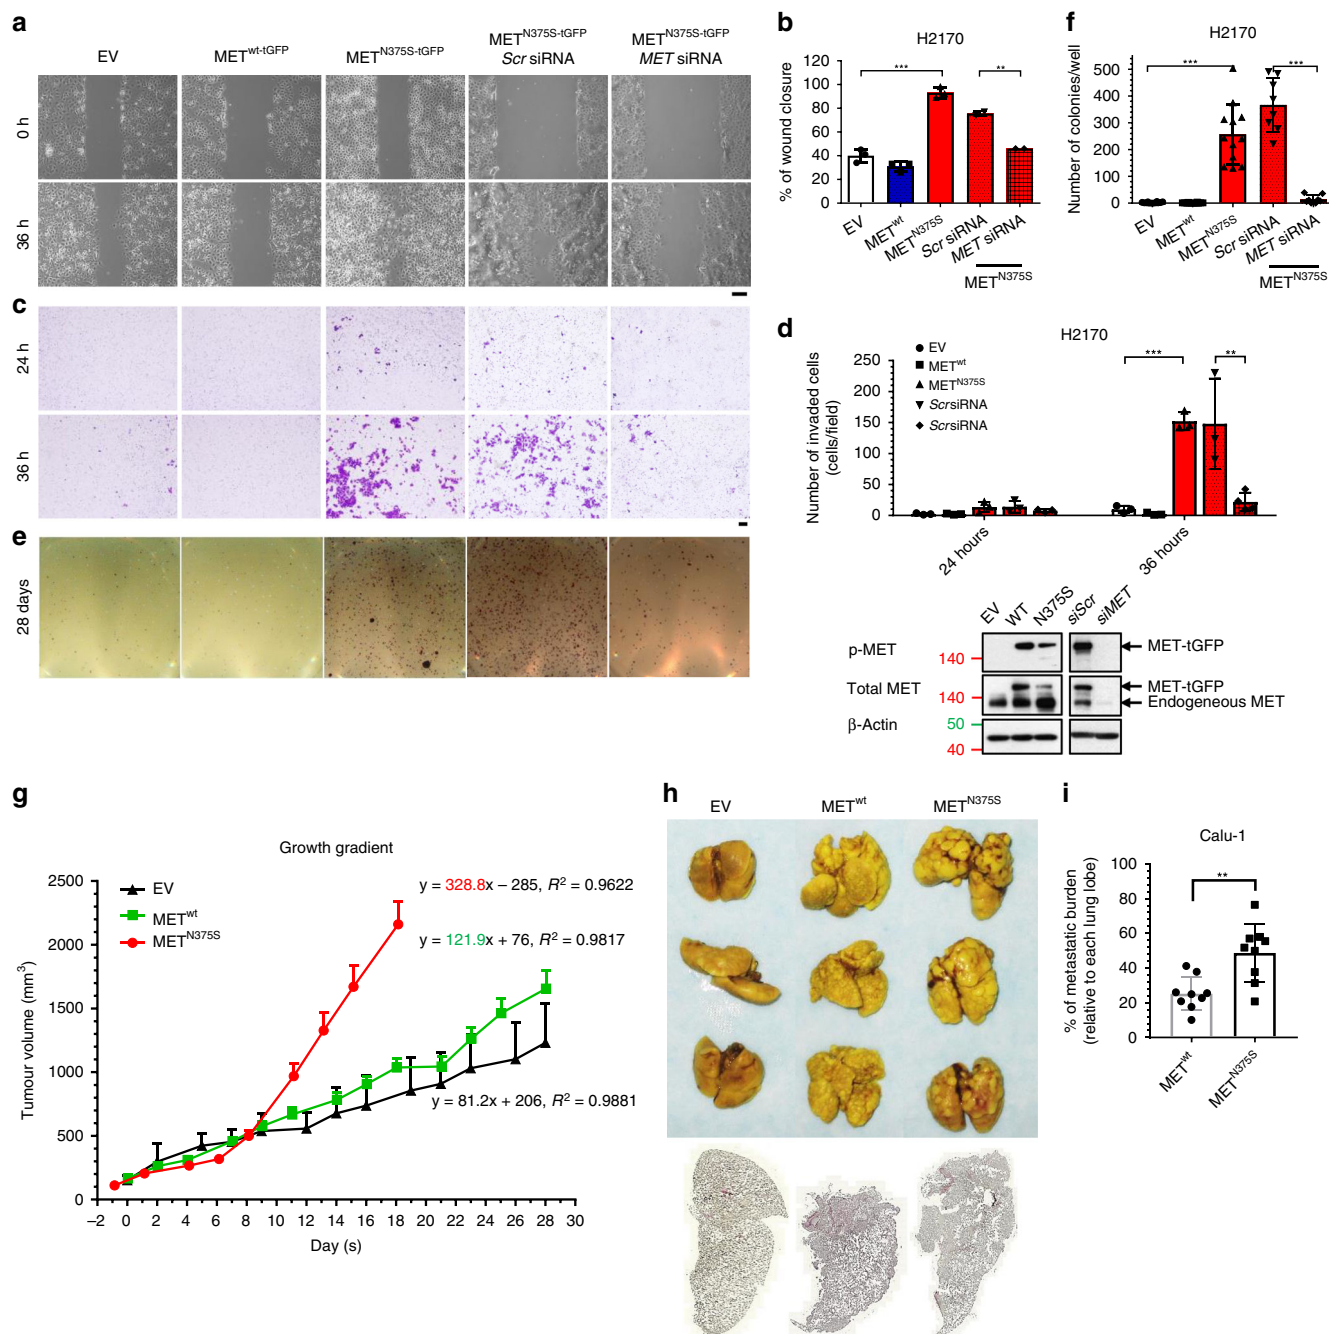 a
EV
MET^wt-tGFP
MET^N375S-tGFP
MET^N375S-tGFP
Scr siRNA
MET^N375S-tGFP
MET siRNA
0 h
36 h
b
H2170
% of wound closure
120
100
80
60
40
20
0
***
**
EV
MET^wt
MET^N375S
Scr siRNA
MET siRNA
MET^N375S
f
H2170
Number of colonies/well
500
400
300
200
100
0
***
***
EV
MET^wt
MET^N375S
Scr siRNA
MET siRNA
MET^N375S
c
24 h
36 h
d
H2170
EV
MET^wt
MET^N375S
ScrsiRNA
ScrsiRNA
Number of invaded cells
(cells/field)
250
200
150
100
50
0
***
**
24 hours
36 hours
EV
WT
N375S
siScr
siMET
p-MET
140
MET-tGFP
Total MET
140
MET-tGFP
Endogeneous MET
β-Actin
50
40
e
28 days
g
Growth gradient
EV
MET^wt
MET^N375S
y = 328.8x – 285, R² = 0.9622
y = 121.9x + 76, R² = 0.9817
y = 81.2x + 206, R² = 0.9881
Tumour volume (mm³)
2500
2000
1500
1000
500
0
–2 0 2 4 6 8 10 12 14 16 18 20 22 24 26 28 30
Day (s)
h
EV
MET^wt
MET^N375S
i
Calu-1
% of metastatic burden
(relative to each lung lobe)
100
80
60
40
20
0
**
MET^wt
MET^N375S